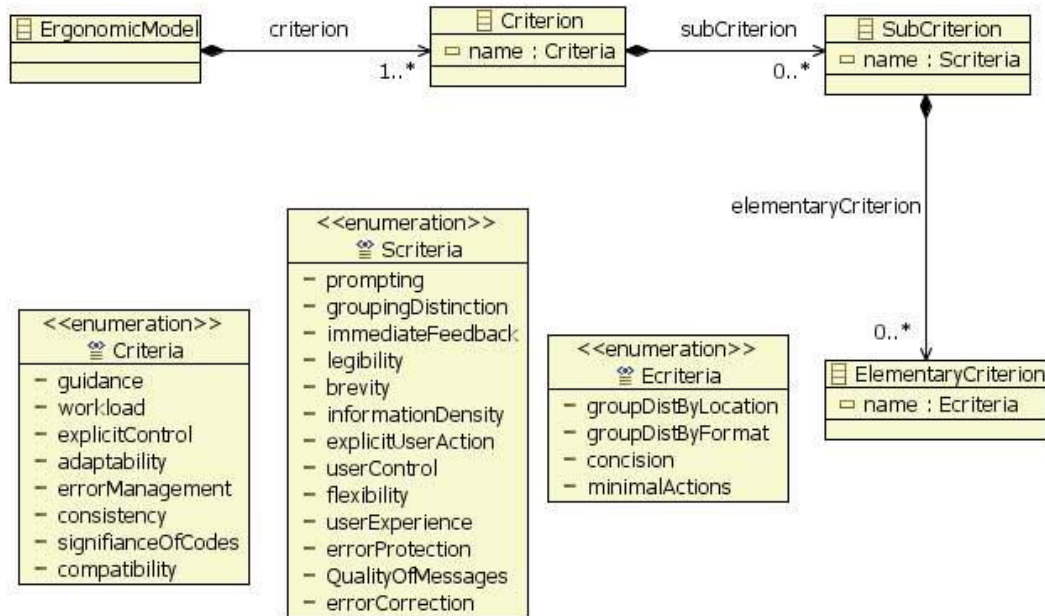 ErgonomicModel
criterion
1..*
Criterion
name : Criteria
subCriterion
0..*
SubCriterion
name : Scriteria
elementaryCriterion
0..*
ElementaryCriterion
name : Ecriteria
<<enumeration>>
Criteria
- guidance
- workload
- explicitControl
- adaptability
- errorManagement
- consistency
- signifianceOfCodes
- compatibility
<<enumeration>>
Scriteria
- prompting
- groupingDistinction
- immediateFeedback
- legibility
- brevity
- informationDensity
- explicitUserAction
- userControl
- flexibility
- userExperience
- errorProtection
- QualityOfMessages
- errorCorrection
<<enumeration>>
Ecriteria
- groupDistByLocation
- groupDistByFormat
- concision
- minimalActions